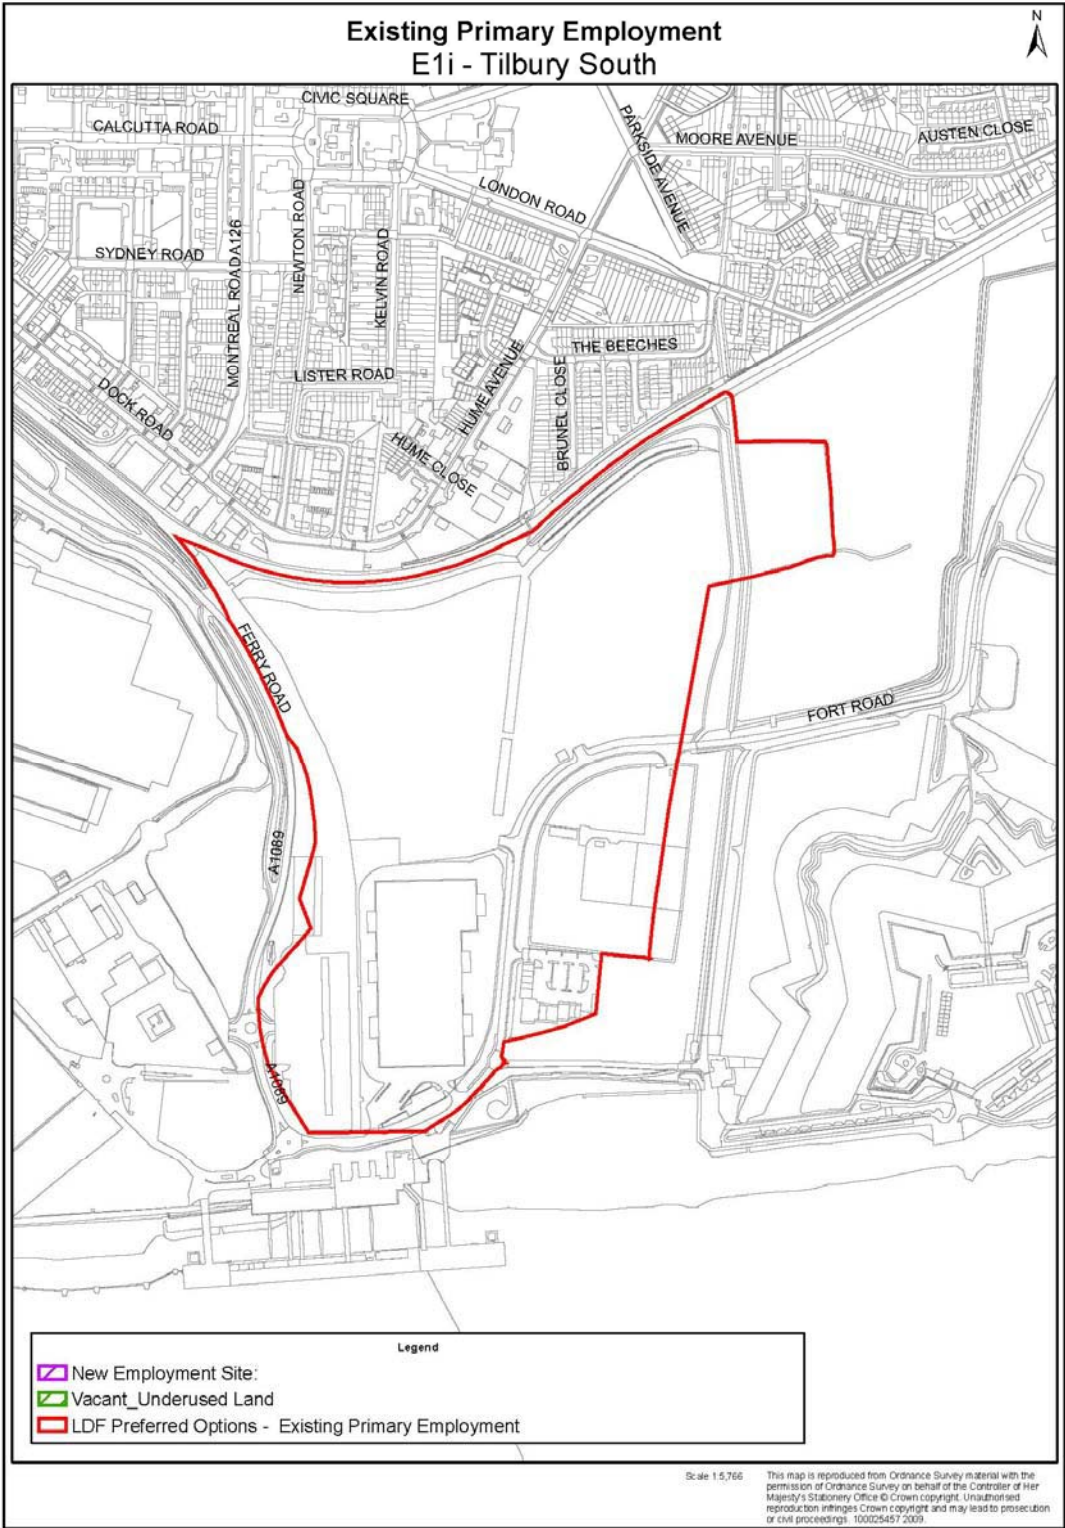 Existing Primary Employment
E1i - Tilbury South
N
CIVIC SQUARE
CALCUTTA ROAD
PARKSIDE AVENUE
MOORE AVENUE
AUSTEN CLOSE
LONDON ROAD
NEWTON ROAD
KELVIN ROAD
MONTREAL ROAD A126
SYDNEY ROAD
THE BEECHES
HUME AVENUE
LISTER ROAD
BRUNEL CLOSE
DOCK ROAD
HUME CLOSE
FERRY ROAD
FORT ROAD
A1089
A1089
Legend
New Employment Site:
Vacant_Underused Land
LDF Preferred Options - Existing Primary Employment
Scale 1:5,766
This map is reproduced from Ordnance Survey material with the
permission of Ordnance Survey on behalf of the Controller of Her
Majesty's Stationery Office © Crown copyright. Unauthorised
reproduction infringes Crown copyright and may lead to prosecution
or civil proceedings. 100025457 2009.